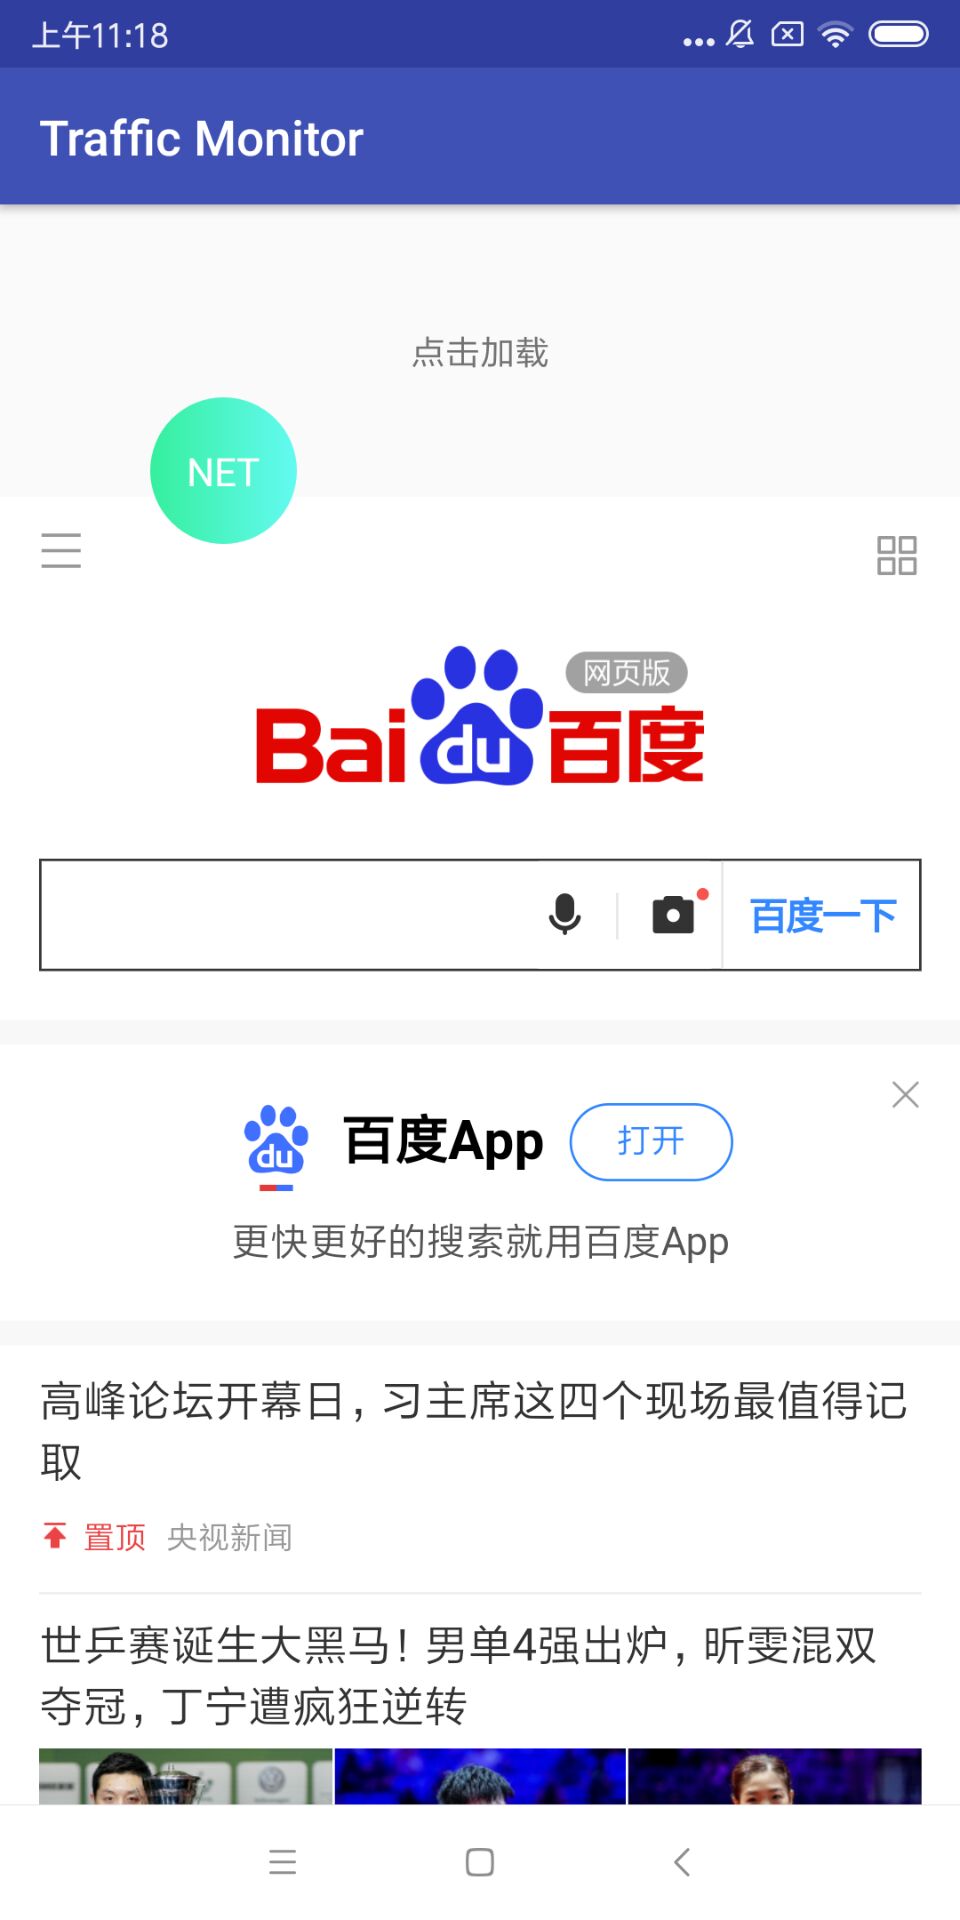 上午11:18
Traffic Monitor
点击加载
NET
网页版
Bai du 百度
百度一下
du 百度App 打开
更快更好的搜索就用百度App
高峰论坛开幕日，习主席这四个现场最值得记
取
置顶 央视新闻
世乒赛诞生大黑马！男单4强出炉，昕雯混双
夺冠，丁宁遭疯狂逆转